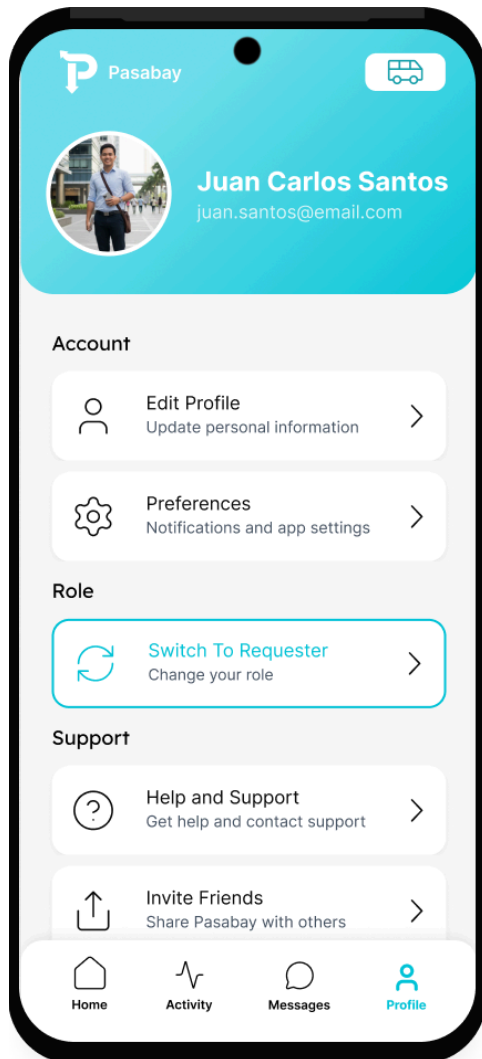 Pasabay
Juan Carlos Santos
juan.santos@email.com
Account
Edit Profile
Update personal information
Preferences
Notifications and app settings
Role
Switch To Requester
Change your role
Support
Help and Support
Get help and contact support
Invite Friends
Share Pasabay with others
Home
Activity
Messages
Profile